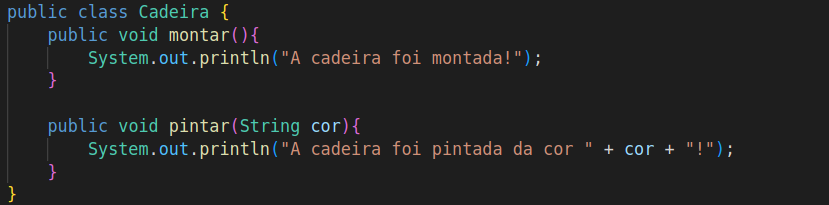 public class Cadeira {
    public void montar(){
        System.out.println("A cadeira foi montada!");
    }

    public void pintar(String cor){
        System.out.println("A cadeira foi pintada da cor " + cor + "!");
    }
}